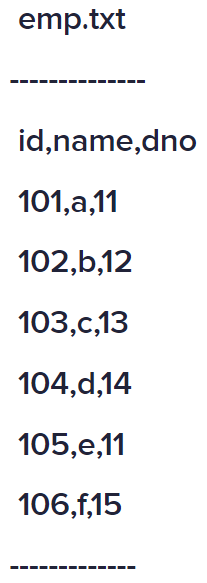 emp.txt
--------------
id,name,dno
101,a,11
102,b,12
103,c,13
104,d,14
105,e,11
106,f,15
-------------